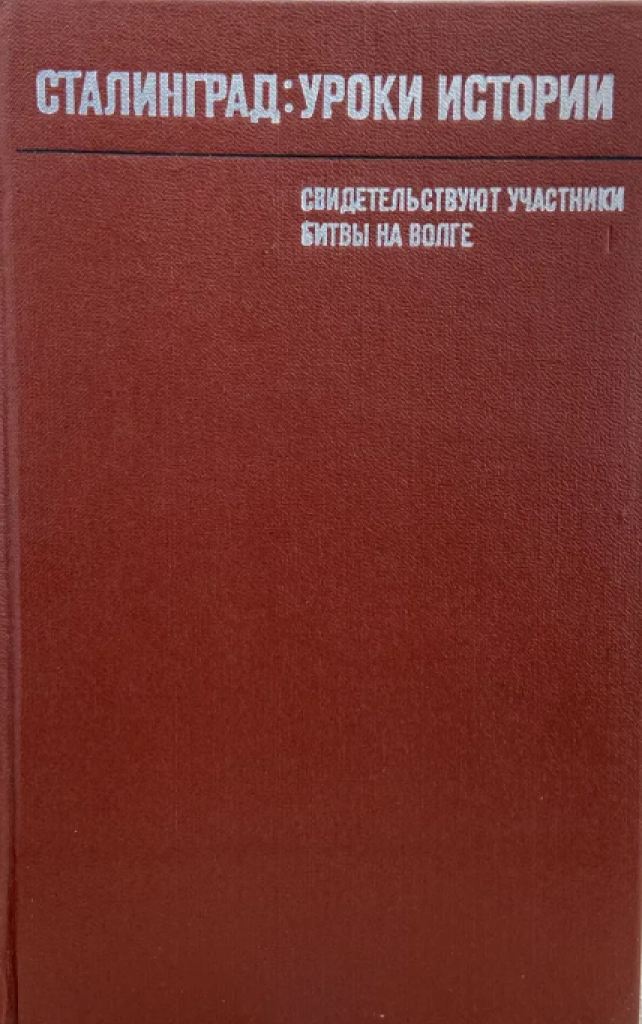 СТАЛИНГРАД: УРОКИ ИСТОРИИ
СВИДЕТЕЛЬСТВУЮТ УЧАСТНИКИ
БИТВЫ НА ВОЛГЕ